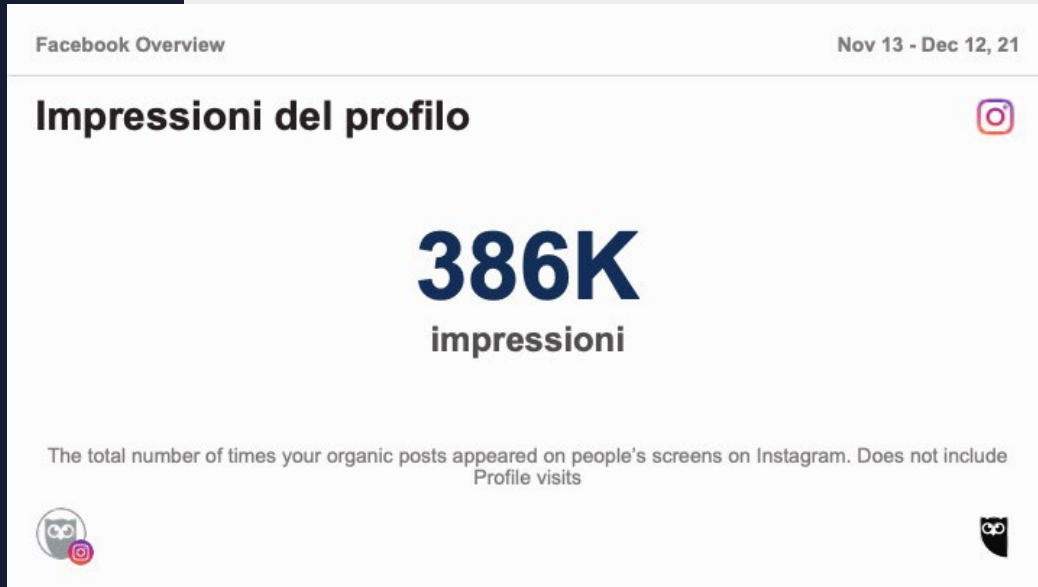 Facebook Overview
Nov 13 - Dec 12, 21
Impressioni del profilo
386K
impressioni
The total number of times your organic posts appeared on people's screens on Instagram. Does not include
Profile visits